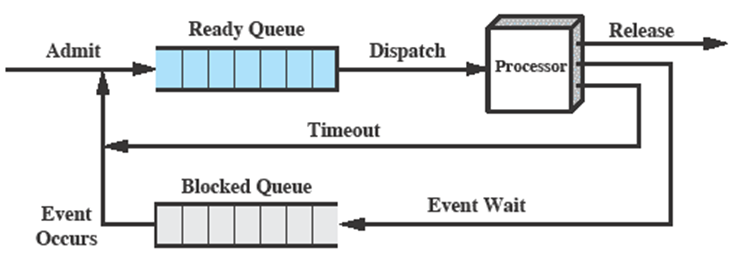 Ready Queue
Release
Admit
Dispatch
Processor
Timeout
Blocked Queue
Event Wait
Event
Occurs